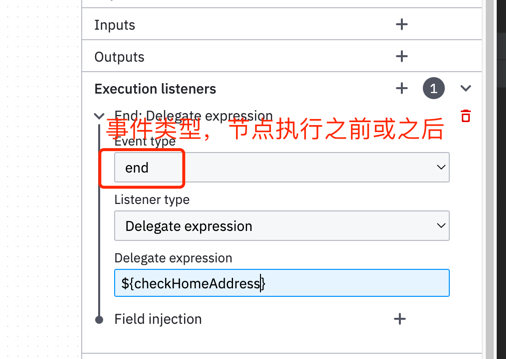 Inputs
Outputs
Execution listeners
1
End: Delegate expression
事件类型，节点执行之前或之后
Event type
end
Listener type
Delegate expression
Delegate expression
${checkHomeAddress}
Field injection